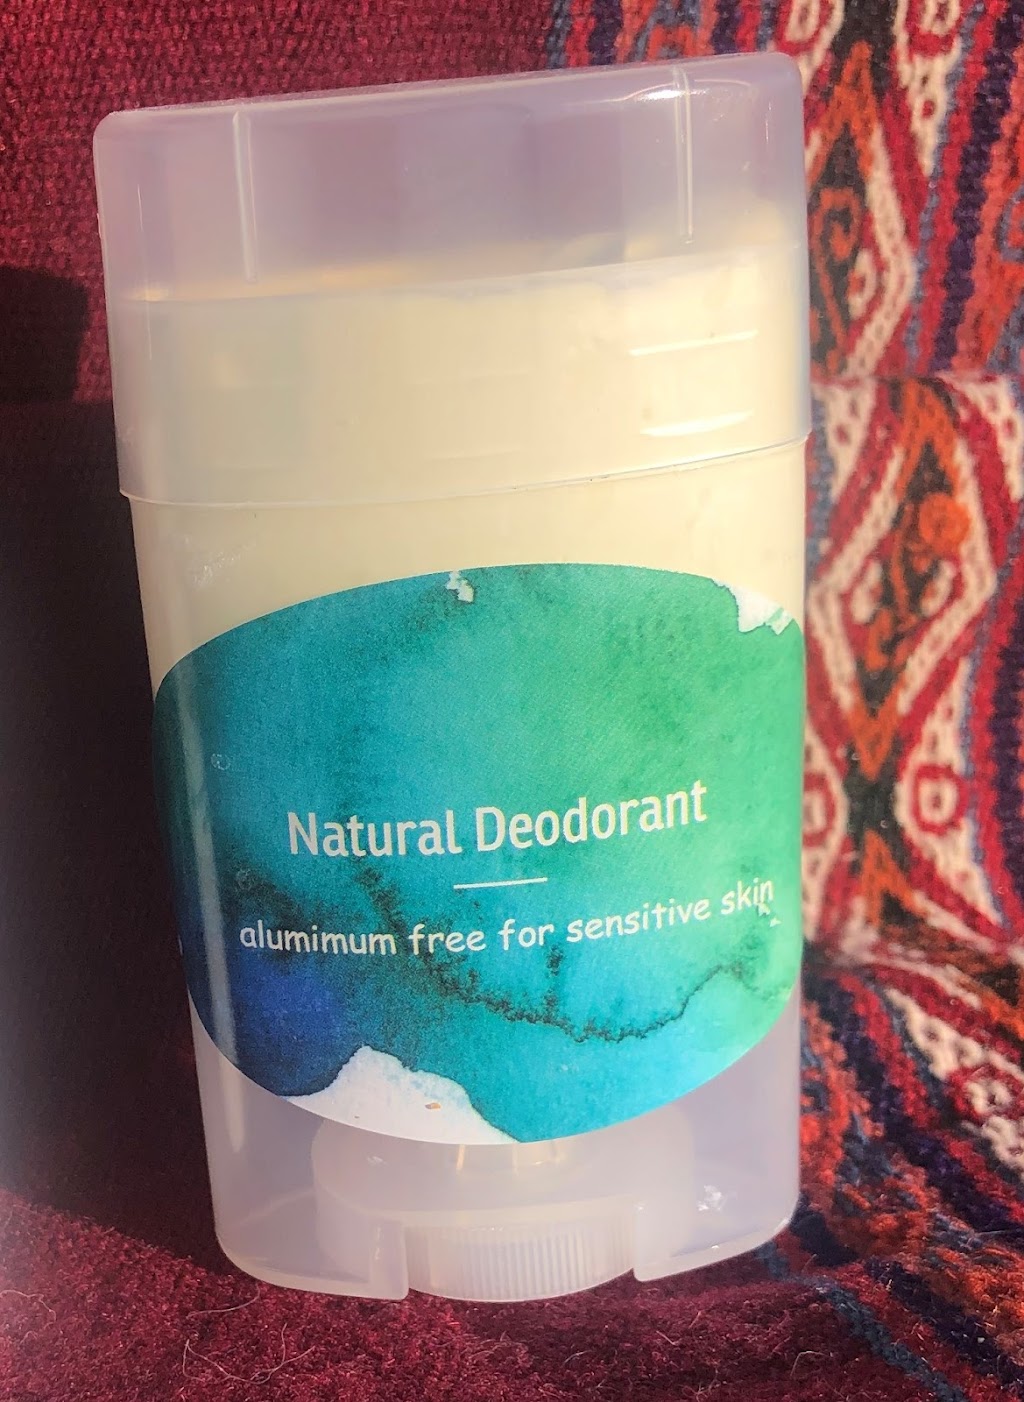 Natural Deodorant
alumimum free for sensitive skin